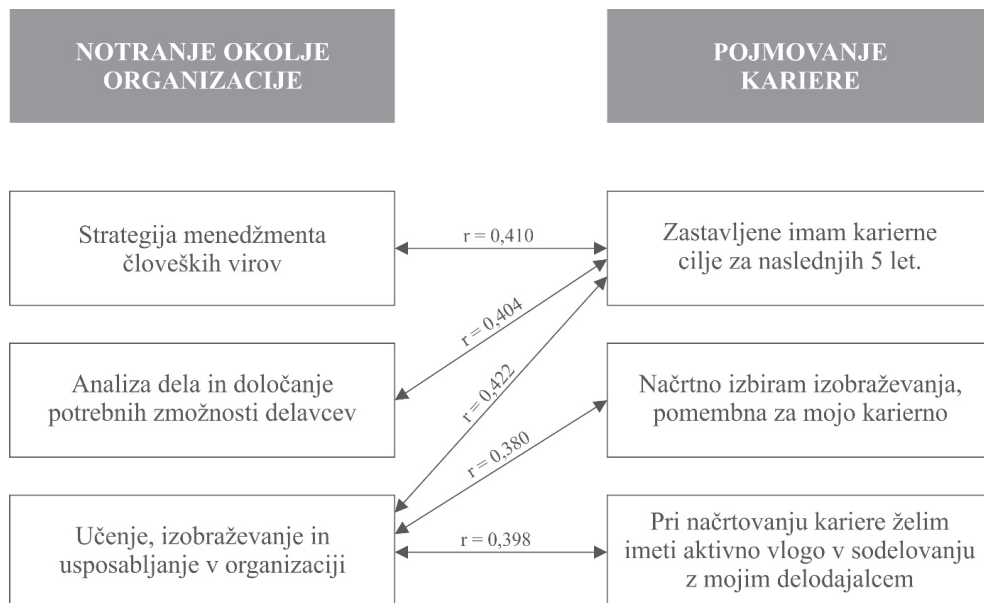 NOTRANJE OKOLJE
ORGANIZACIJE
POJMOVANJE
KARIERE
Strategija menedžmenta
človeških virov
r = 0,410
Zastavljene imam karierne
cilje za naslednjih 5 let.
r = 0,404
r = 0,422
Analiza dela in določanje
potrebnih zmožnosti delavcev
Načrtno izbiram izobraževanja,
pomembna za mojo karierno
r = 0,380
Učenje, izobraževanje in
usposabljanje v organizaciji
r = 0,398
Pri načrtovanju kariere želim
imeti aktivno vlogo v sodelovanju
z mojim delodajalcem